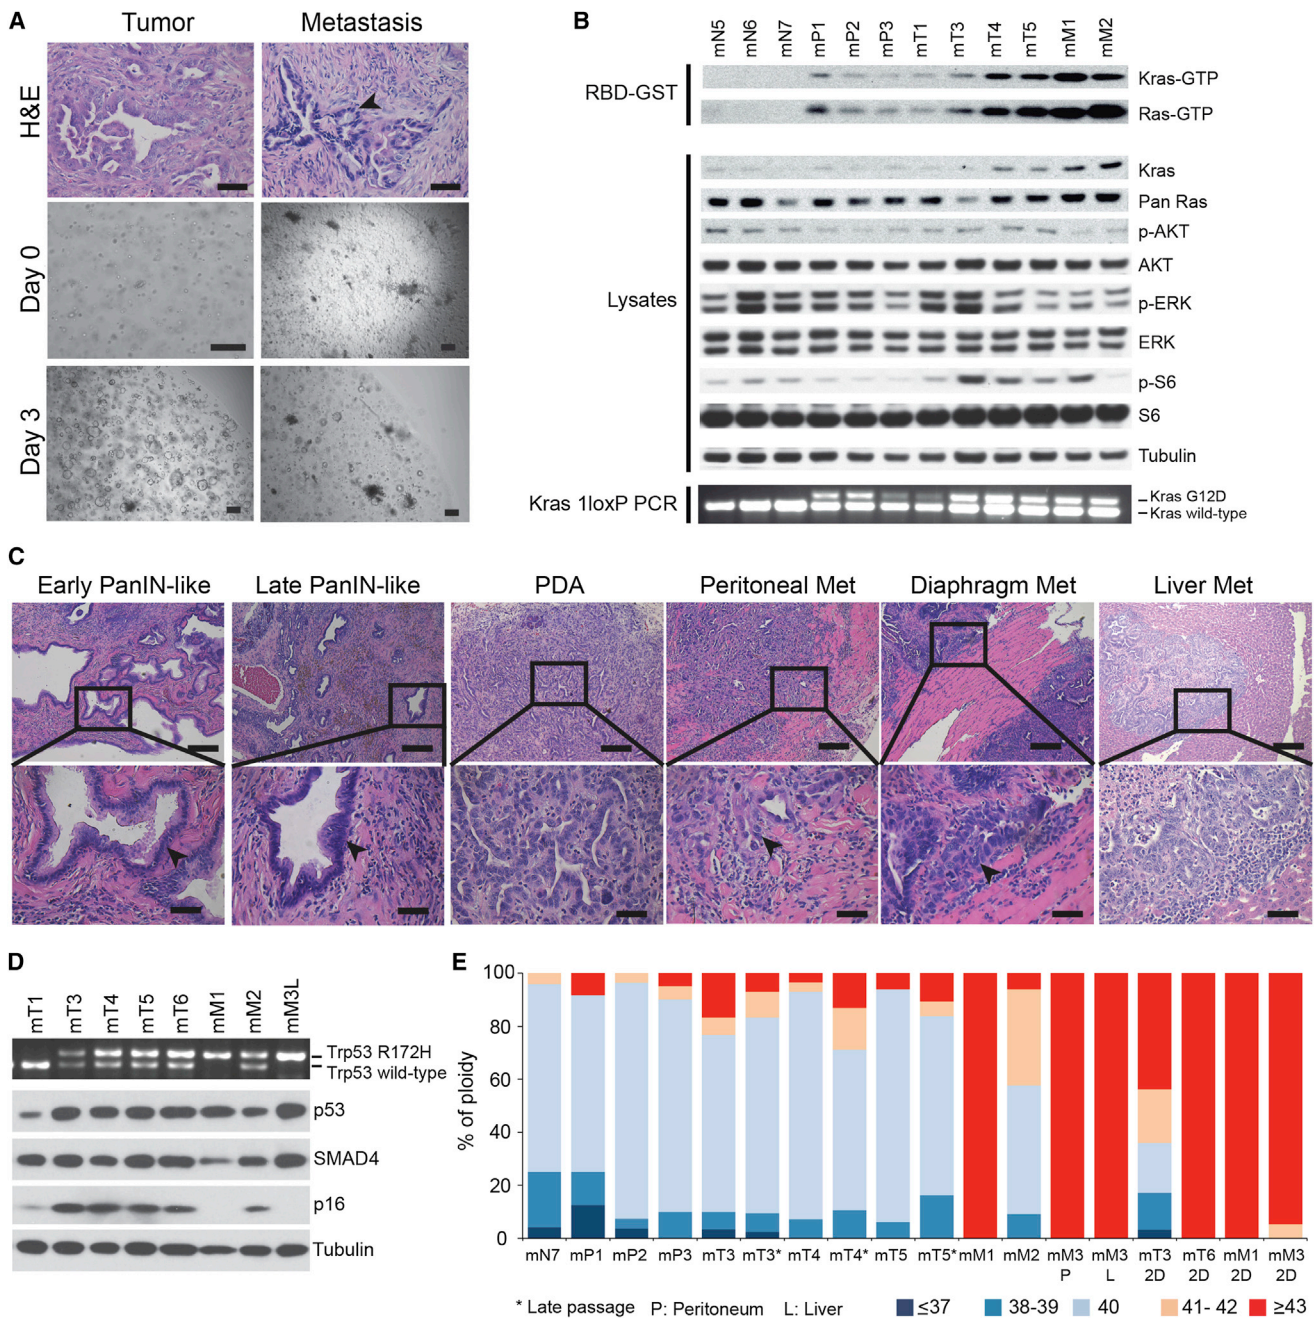 A
Tumor Metastasis
H&E
Day 0
Day 3
B
mN5 mN6 mN7 mP1 mP2 mP3 mT1 mT3 mT4 mT5 mM1 mM2
RBD-GST
Kras-GTP
Ras-GTP
Lysates
Kras
Pan Ras
p-AKT
AKT
p-ERK
ERK
p-S6
S6
Tubulin
Kras 1loxP PCR
Kras G12D
Kras wild-type
C
Early PanIN-like Late PanIN-like PDA Peritoneal Met Diaphragm Met Liver Met
D
mT1 mT3 mT4 mT5 mT6 mM1 mM2 mM3L
Trp53 R172H
Trp53 wild-type
p53
SMAD4
p16
Tubulin
E
% of ploidy
100
80
60
40
20
0
mN7 mP1 mP2 mP3 mT3 mT3* mT4 mT4* mT5 mT5* mM1 mM2 mM3 mM3 mT3 mT6 mM1 mM3
P L 2D 2D 2D 2D
* Late passage P: Peritoneum L: Liver ≤37 38-39 40 41- 42 ≥43